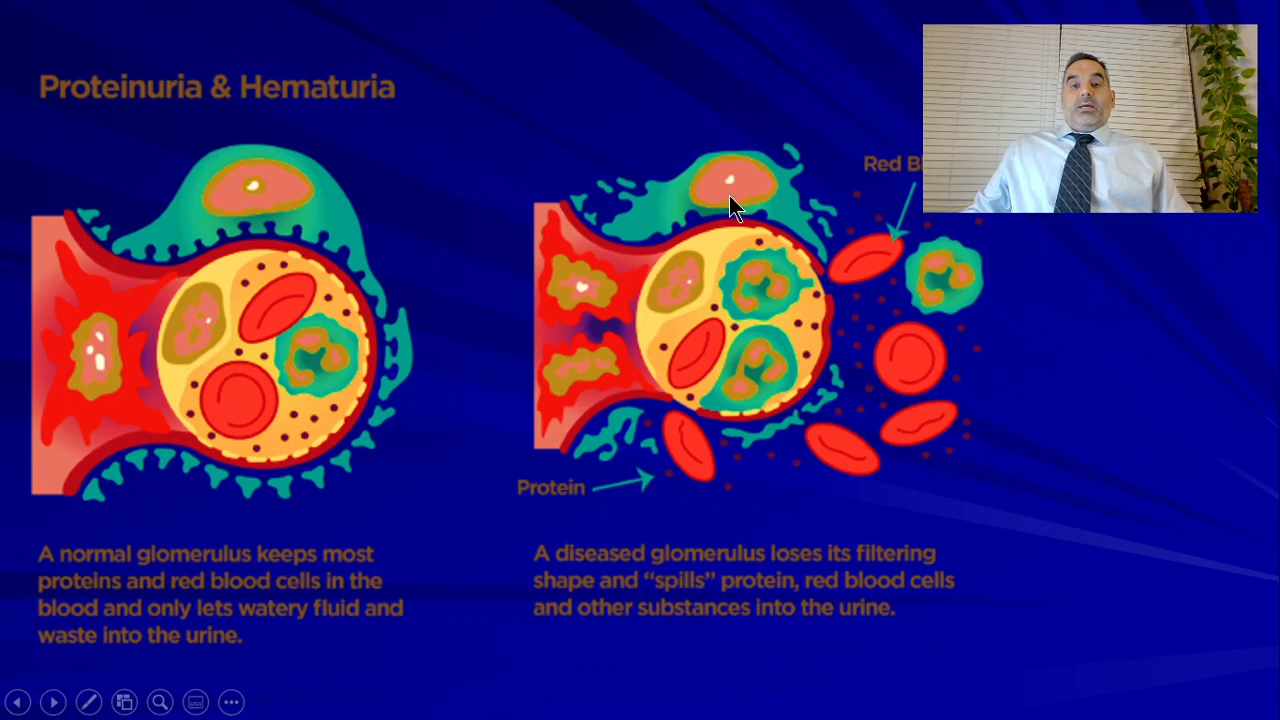 Proteinuria & Hematuria
Red
Protein
A normal glomerulus keeps most
proteins and red blood cells in the
blood and only lets watery fluid and
waste into the urine.
A diseased glomerulus loses its filtering
shape and “spills” protein, red blood cells
and other substances into the urine.